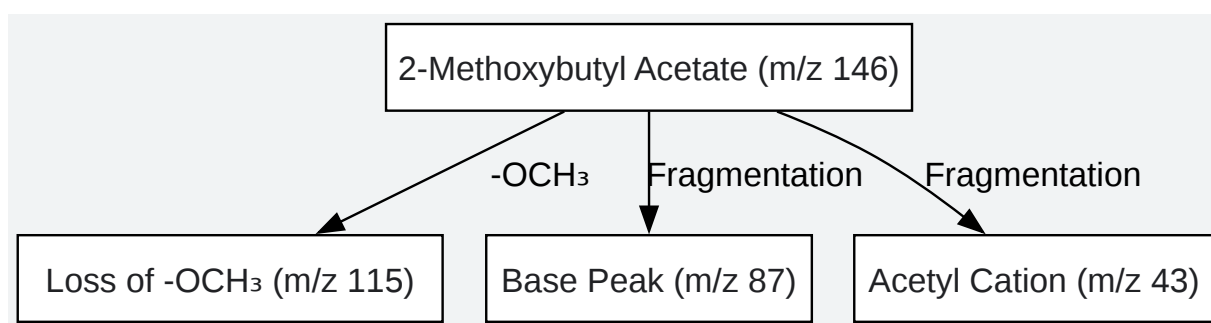 2-Methoxybutyl Acetate (m/z 146)
-OCH₃
Fragmentation
Fragmentation
Loss of -OCH₃ (m/z 115)
Base Peak (m/z 87)
Acetyl Cation (m/z 43)